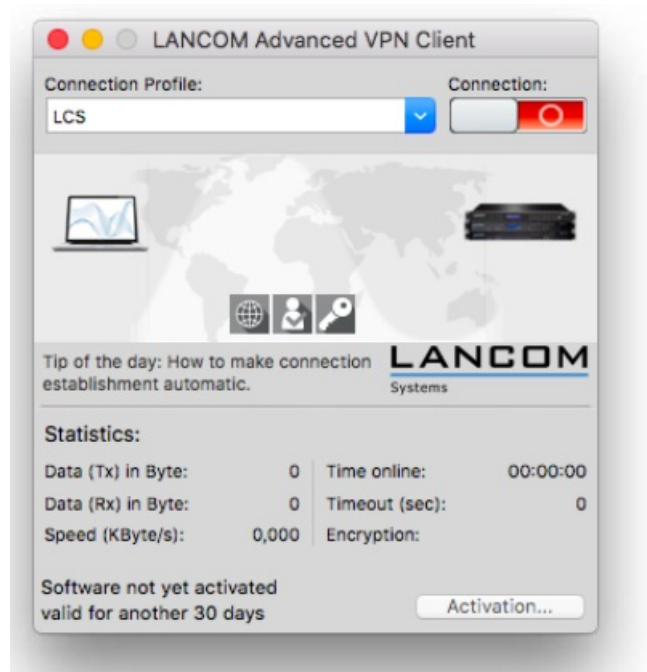 LANCOM Advanced VPN Client
Connection Profile:
Connection:
LCS
Tip of the day: How to make connection
establishment automatic.
LANCOM
Systems
Statistics:
Data (Tx) in Byte: 0
Time online: 00:00:00
Data (Rx) in Byte: 0
Timeout (sec): 0
Speed (KByte/s): 0,000
Encryption:
Software not yet activated
valid for another 30 days
Activation...